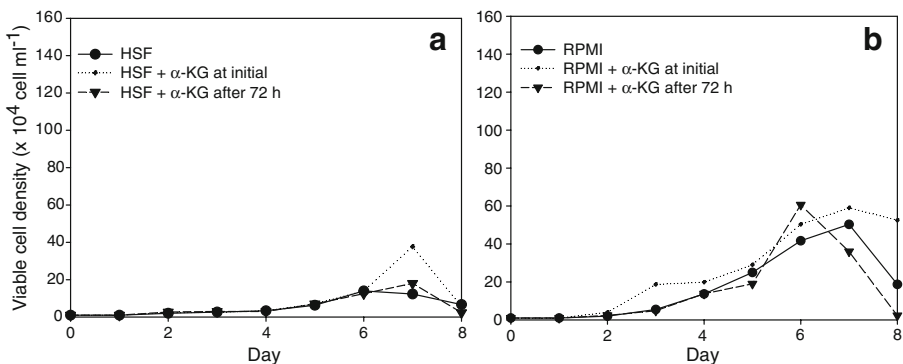 Viable cell density (x 10⁴ cell ml⁻¹)
160
140
120
100
80
60
40
20
0
a
HSF
HSF + α-KG at initial
HSF + α-KG after 72 h
0 2 4 6 8
Day
160
140
120
100
80
60
40
20
0
b
RPMI
RPMI + α-KG at initial
RPMI + α-KG after 72 h
0 2 4 6 8
Day